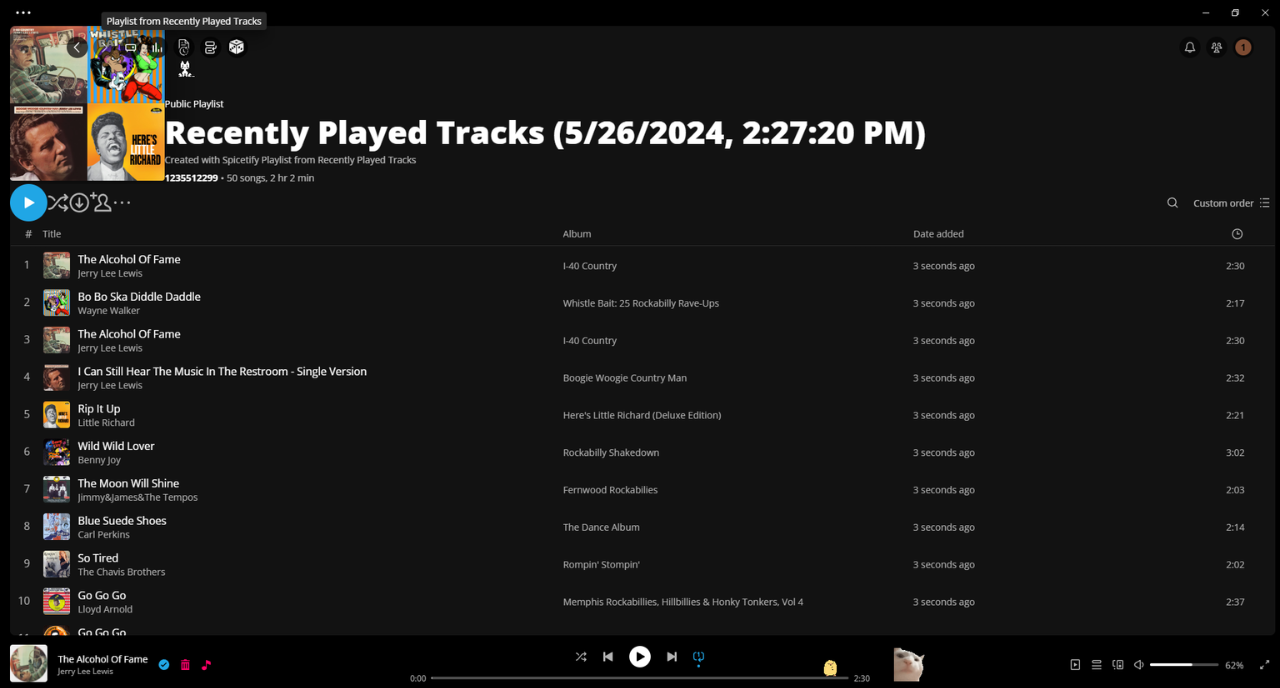 Playlist from Recently Played Tracks
WHISTLE
BAIT
HERE'S
LITTLE
RICHARD
1
Public Playlist
Recently Played Tracks (5/26/2024, 2:27:20 PM)
Created with Spicetify Playlist from Recently Played Tracks
1235512299 • 50 songs, 2 hr 2 min
Custom order
# Title Album Date added
1 The Alcohol Of Fame I-40 Country 3 seconds ago 2:30
Jerry Lee Lewis
2 Bo Bo Ska Diddle Daddle Whistle Bait: 25 Rockabilly Rave-Ups 3 seconds ago 2:17
Wayne Walker
3 The Alcohol Of Fame I-40 Country 3 seconds ago 2:30
Jerry Lee Lewis
4 I Can Still Hear The Music In The Restroom - Single Version Boogie Woogie Country Man 3 seconds ago 2:32
Jerry Lee Lewis
5 Rip It Up Here's Little Richard (Deluxe Edition) 3 seconds ago 2:21
Little Richard
6 Wild Wild Lover Rockabilly Shakedown 3 seconds ago 3:02
Benny Joy
7 The Moon Will Shine Fernwood Rockabilies 3 seconds ago 2:03
Jimmy&James&The Tempos
8 Blue Suede Shoes The Dance Album 3 seconds ago 2:14
Carl Perkins
9 So Tired Rompin' Stompin' 3 seconds ago 2:02
The Chavis Brothers
10 Go Go Go Memphis Rockabillies, Hillbillies & Honky Tonkers, Vol 4 3 seconds ago 2:37
Lloyd Arnold
Go Go Go
The Alcohol Of Fame
Jerry Lee Lewis
0:00 2:30
62%